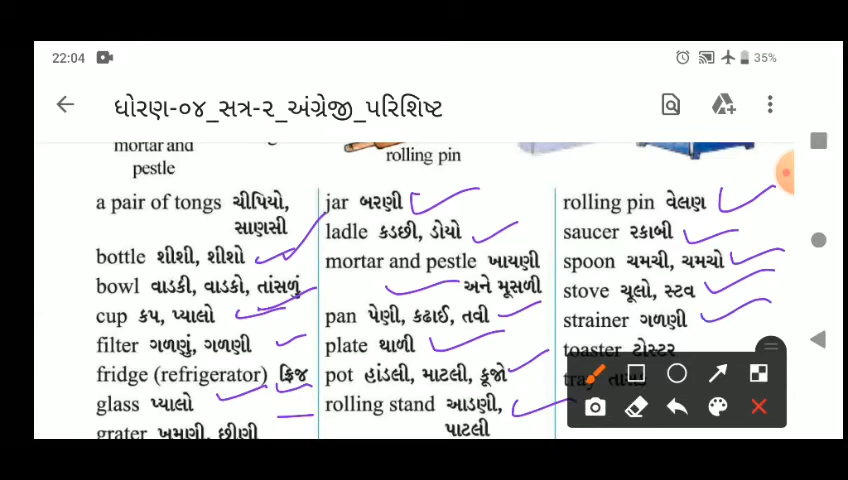 22:04
35%
ધોરણ-૦૪_સત્ર-૨_અંગ્રેજી_પરિશિષ્ટ
mortar and
pestle
rolling pin
a pair of tongs ચીપિયો,
સાણસી
bottle શીશી, શીશો
bowl વાડકી, વાડકો, તાંસળું
cup કપ, પ્યાલો
filter ગળણું, ગળણી
fridge (refrigerator) ફ્રિજ
glass પ્યાલો
grater ખમણી, છીણી
jar બરણી
ladle કડછી, ડોયો
mortar and pestle ખાયણી
અને મૂસળી
pan પેણી, કઢાઈ, તવી
plate થાળી
pot હાંડલી, માટલી, કૂજો
rolling stand આડણી,
પાટલી
rolling pin વેલણ
saucer રકાબી
spoon ચમચી, ચમચો
stove ચૂલો, સ્ટવ
strainer ગળણી
toaster ટોસ્ટર
tray